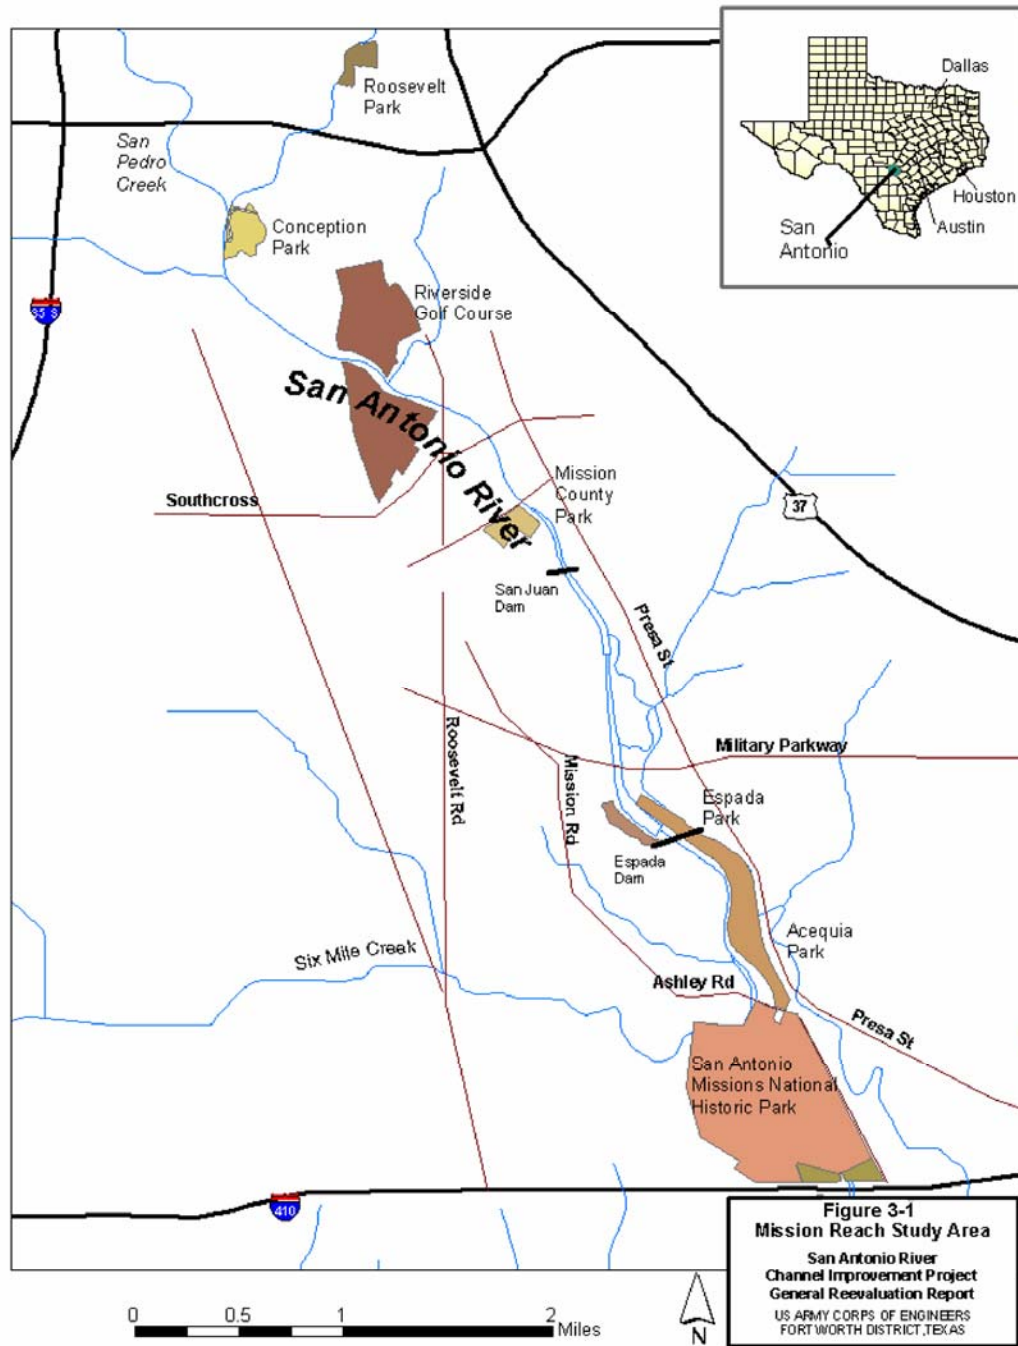 Roosevelt
Park
San
Pedro
Creek
Conception
Park
Riverside
Golf Course
Dallas
Houston
Austin
San
Antonio
San Antonio River
Mission
County
Park
Southcross
37
San Juan
Dam
Presa St
Military Parkway
Roosevelt Rd
Mission Rd
Espada
Park
Espada
Dam
Acequia
Park
Six Mile Creek
Ashley Rd
Presa St
San Antonio
Missions National
Historic Park
410
Figure 3-1
Mission Reach Study Area
San Antonio River
Channel Improvement Project
General Reevaluation Report
US ARMY CORPS OF ENGINEERS
FORT WORTH DISTRICT, TEXAS
0 0.5 1 2
Miles
N